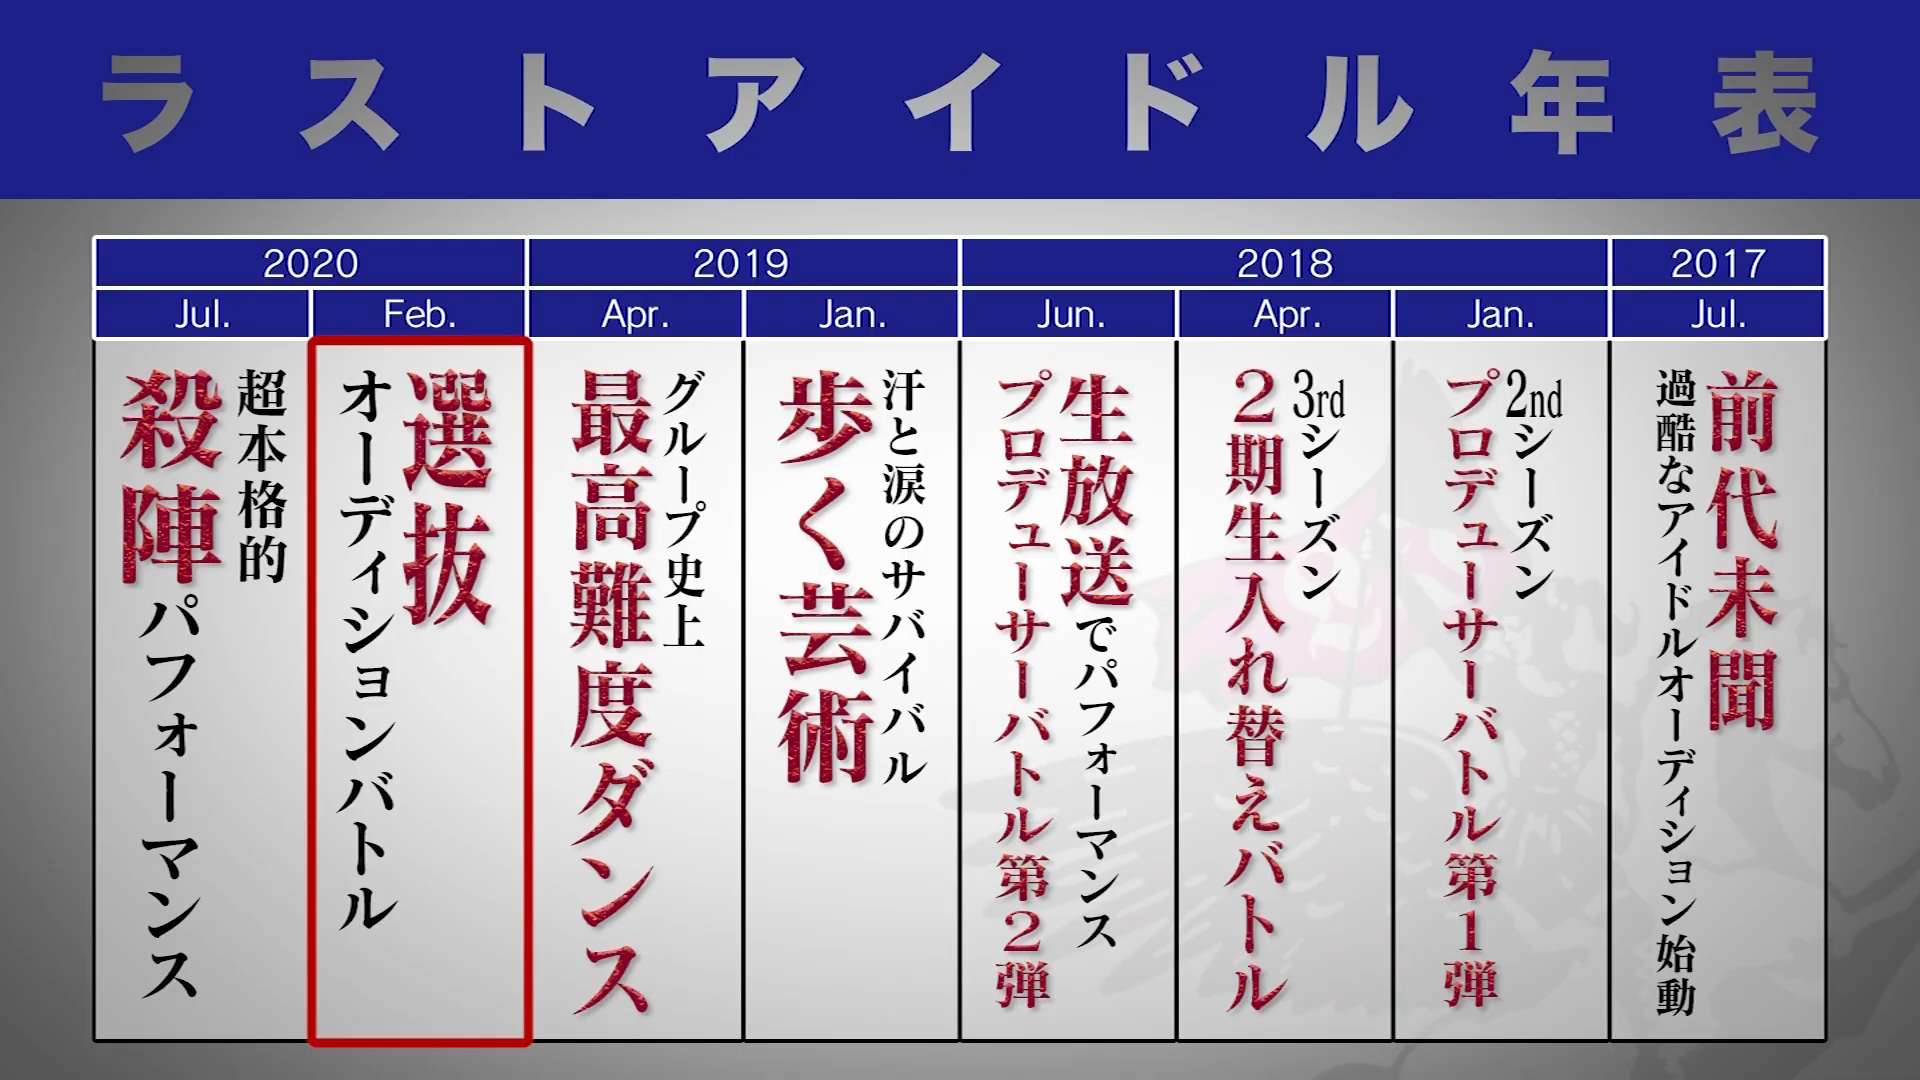 ラストアイドル年表
2017
Jul.
前代未聞
過酷なアイドルオーディション始動
2018
Jan.
2ndシーズン
プロデューサーバトル第1弾
Apr.
3rdシーズン
2期生入れ替えバトル
Jun.
生放送でパフォーマンス
プロデューサーバトル第2弾
2019
Jan.
汗と涙のサバイバル
歩く芸術
Apr.
グループ史上
最高難度ダンス
2020
Feb.
選抜
オーディションバトル
Jul.
超本格的
殺陣パフォーマンス